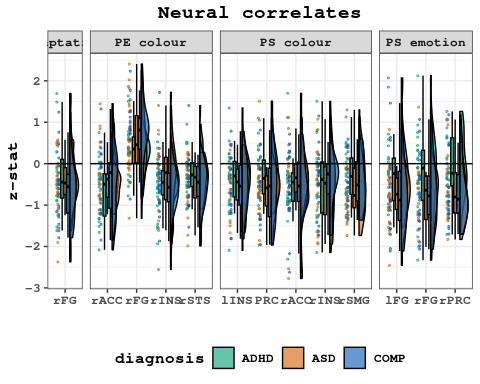 Neural correlates
ptat
PE colour
PS colour
PS emotion
z-stat
2
1
0
−1
−2
−3
rFG
rACC rFG rINS rSTS
lINS PRC rACC rINS rSMG
lFG rFG rPRC
diagnosis ADHD ASD COMP